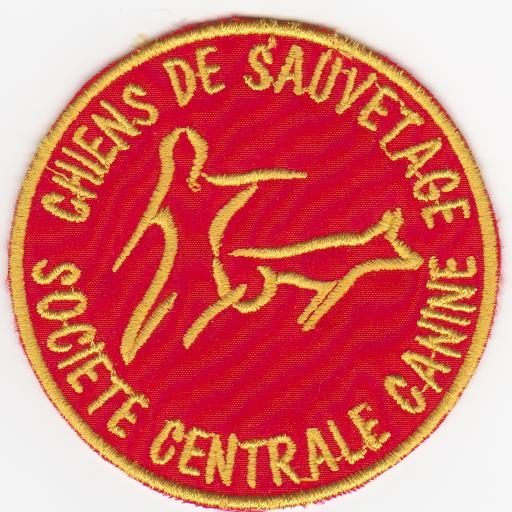 CHIENS DE SAUVETAGE
SOCIETE CENTRALE CANINE